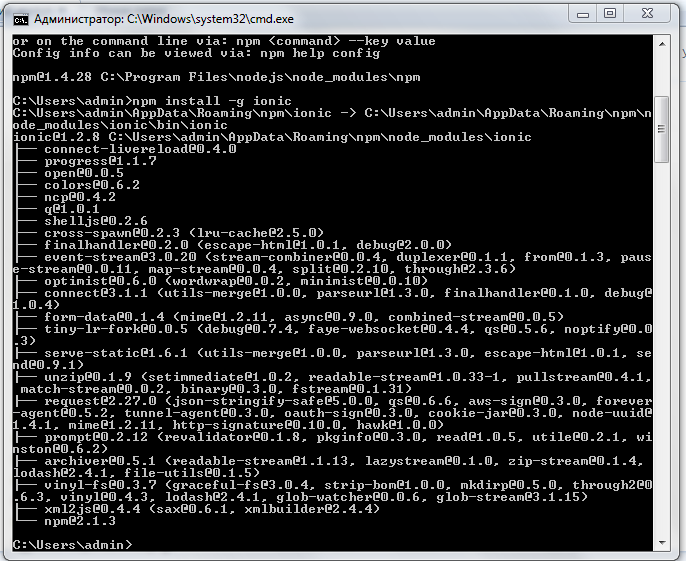 Администратор: C:\Windows\system32\cmd.exe
or on the command line via: npm <command> --key value
Config info can be viewed via: npm help config
npm@1.4.28 C:\Program Files\nodejs\node_modules\npm
C:\Users\admin>npm install -g ionic
C:\Users\admin\AppData\Roaming\npm\ionic -> C:\Users\admin\AppData\Roaming\npm\n
ode_modules\ionic\bin\ionic
ionic@1.2.8 C:\Users\admin\AppData\Roaming\npm\node_modules\ionic
├── connect-livereload@0.4.0
├── progress@1.1.7
├── open@0.0.5
├── colors@0.6.2
├── ncp@0.4.2
├── q@1.0.1
├── shelljs@0.2.6
├── cross-spawn@0.2.3 (lru-cache@2.5.0)
├── finalhandler@0.2.0 (escape-html@1.0.1, debug@2.0.0)
├── event-stream@3.0.20 (stream-combiner@0.0.4, duplexer@0.1.1, from@0.1.3, paus
e-stream@0.0.11, map-stream@0.0.4, split@0.2.10, through@2.3.6)
├── optimist@0.6.0 (wordwrap@0.0.2, minimist@0.0.10)
├── connect@3.1.1 (utils-merge@1.0.0, parseurl@1.3.0, finalhandler@0.1.0, debug@
1.0.4)
├── form-data@0.1.4 (mime@1.2.11, async@0.9.0, combined-stream@0.0.5)
├── tiny-lr-fork@0.0.5 (debug@0.7.4, faye-websocket@0.4.4, qs@0.5.6, noptify@0.0
.3)
├── serve-static@1.6.1 (utils-merge@1.0.0, parseurl@1.3.0, escape-html@1.0.1, se
nd@0.9.1)
├── unzip@0.1.9 (setimmediate@1.0.2, readable-stream@1.0.33-1, pullstream@0.4.1,
match-stream@0.0.2, binary@0.3.0, fstream@0.1.31)
├── request@2.27.0 (json-stringify-safe@5.0.0, qs@0.6.6, aws-sign@0.3.0, forever
-agent@0.5.2, tunnel-agent@0.3.0, oauth-sign@0.3.0, cookie-jar@0.3.0, node-uuid@
1.4.1, mime@1.2.11, http-signature@0.10.0, hawk@1.0.0)
├── prompt@0.2.12 (revalidator@0.1.8, pkginfo@0.3.0, read@1.0.5, utile@0.2.1, wi
nston@0.6.2)
├── archiver@0.5.1 (readable-stream@1.1.13, lazystream@0.1.0, zip-stream@0.1.4,
lodash@2.4.1, file-utils@0.1.5)
├── vinyl-fs@0.3.7 (graceful-fs@3.0.4, strip-bom@1.0.0, mkdirp@0.5.0, through2@0
.6.3, vinyl@0.4.3, lodash@2.4.1, glob-watcher@0.0.6, glob-stream@3.1.15)
├── xml2js@0.4.4 (sax@0.6.1, xmlbuilder@2.4.4)
└── npm@2.1.3
C:\Users\admin>